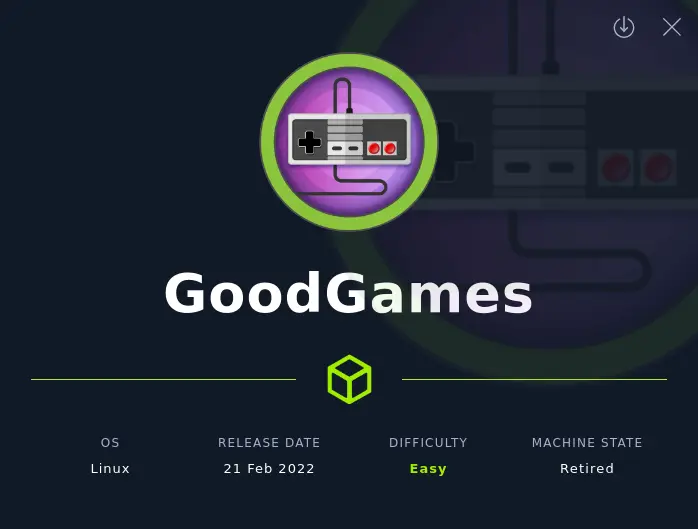 GoodGames
OS RELEASE DATE DIFFICULTY MACHINE STATE
Linux 21 Feb 2022 Easy Retired